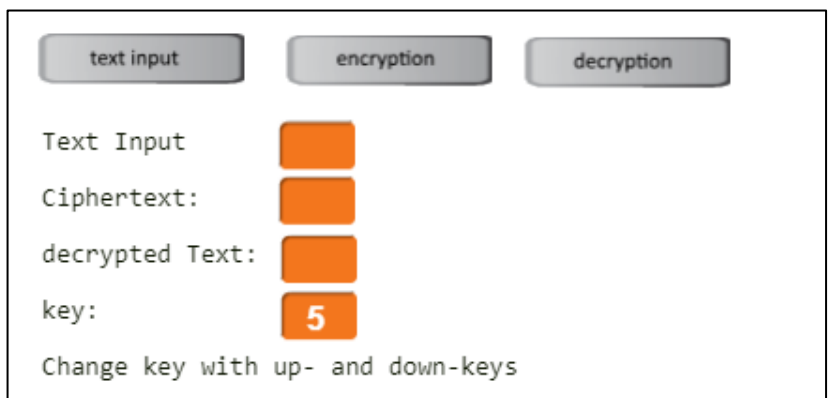 text input encryption decryption
Text Input
Ciphertext:
decrypted Text:
key: 5
Change key with up- and down-keys